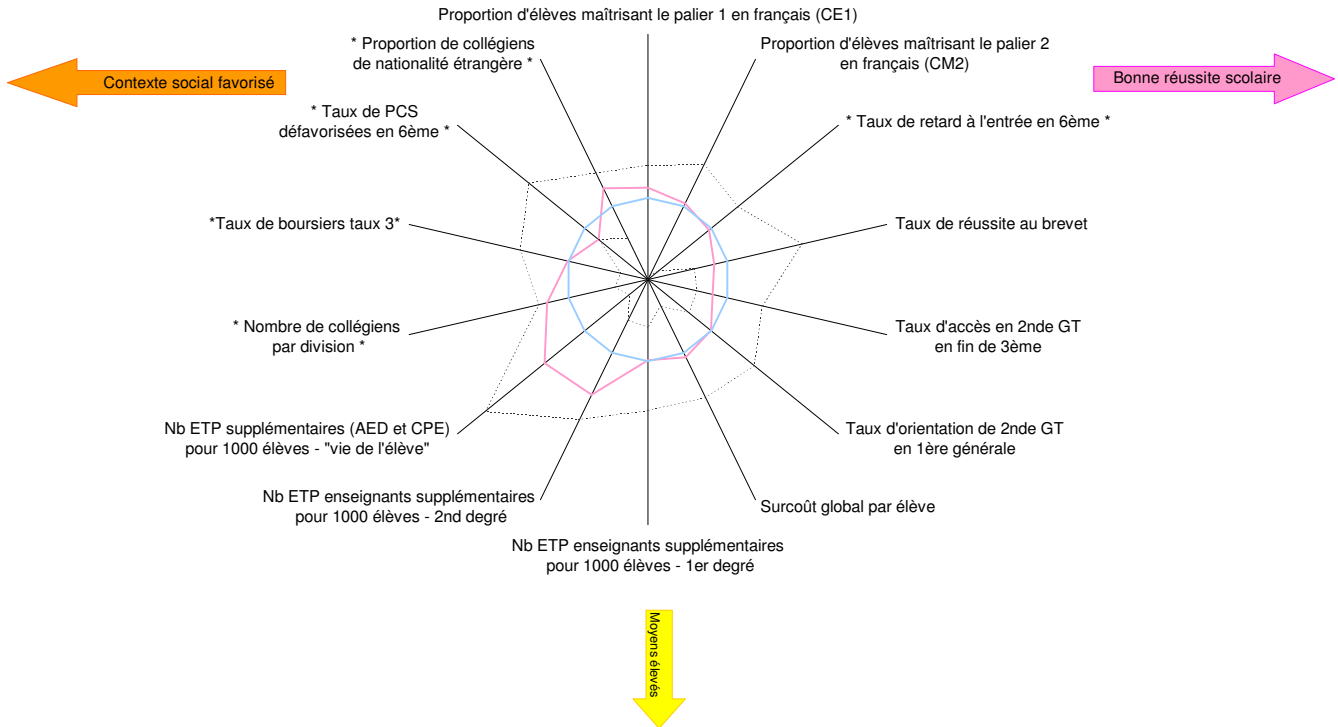 Proportion d'élèves maîtrisant le palier 1 en français (CE1)
* Proportion de collégiens
de nationalité étrangère *
Proportion d'élèves maîtrisant le palier 2
en français (CM2)
Contexte social favorisé
Bonne réussite scolaire
* Taux de PCS
défavorisées en 6ème *
* Taux de retard à l'entrée en 6ème *
*Taux de boursiers taux 3*
Taux de réussite au brevet
* Nombre de collégiens
par division *
Taux d'accès en 2nde GT
en fin de 3ème
Nb ETP supplémentaires (AED et CPE)
pour 1000 élèves - "vie de l'élève"
Taux d'orientation de 2nde GT
en 1ère générale
Nb ETP enseignants supplémentaires
pour 1000 élèves - 2nd degré
Surcoût global par élève
Nb ETP enseignants supplémentaires
pour 1000 élèves - 1er degré
Moyens élevés